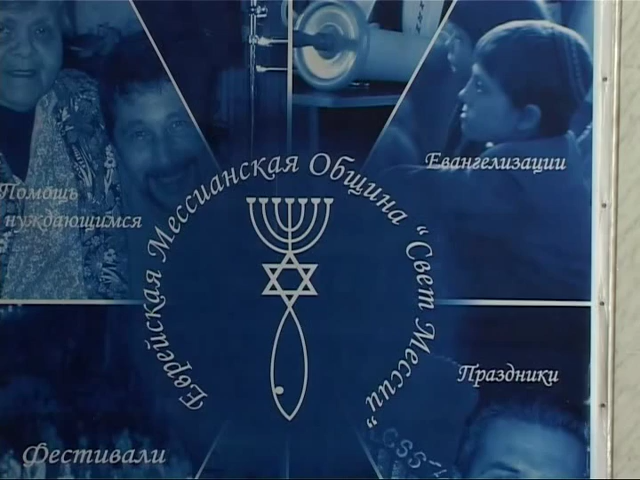 Еврейская Мессианская Община "Свет Мессии"
Евангелизации
Помощь
нуждающимся
Праздники
Фестивали